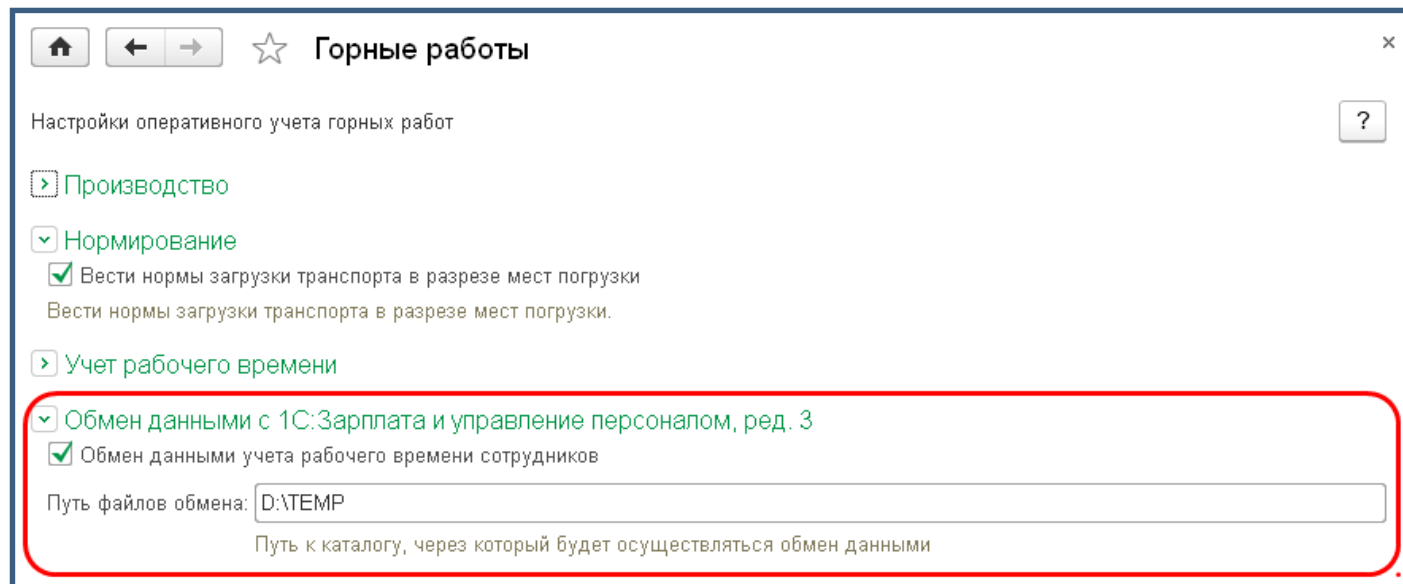 Горные работы
×
Настройки оперативного учета горных работ
?
Производство
Нормирование
Вести нормы загрузки транспорта в разрезе мест погрузки
Вести нормы загрузки транспорта в разрезе мест погрузки.
Учет рабочего времени
Обмен данными с 1С:Зарплата и управление персоналом, ред. 3
Обмен данными учета рабочего времени сотрудников
Путь файлов обмена: D:\TEMP
Путь к каталогу, через который будет осуществляться обмен данными